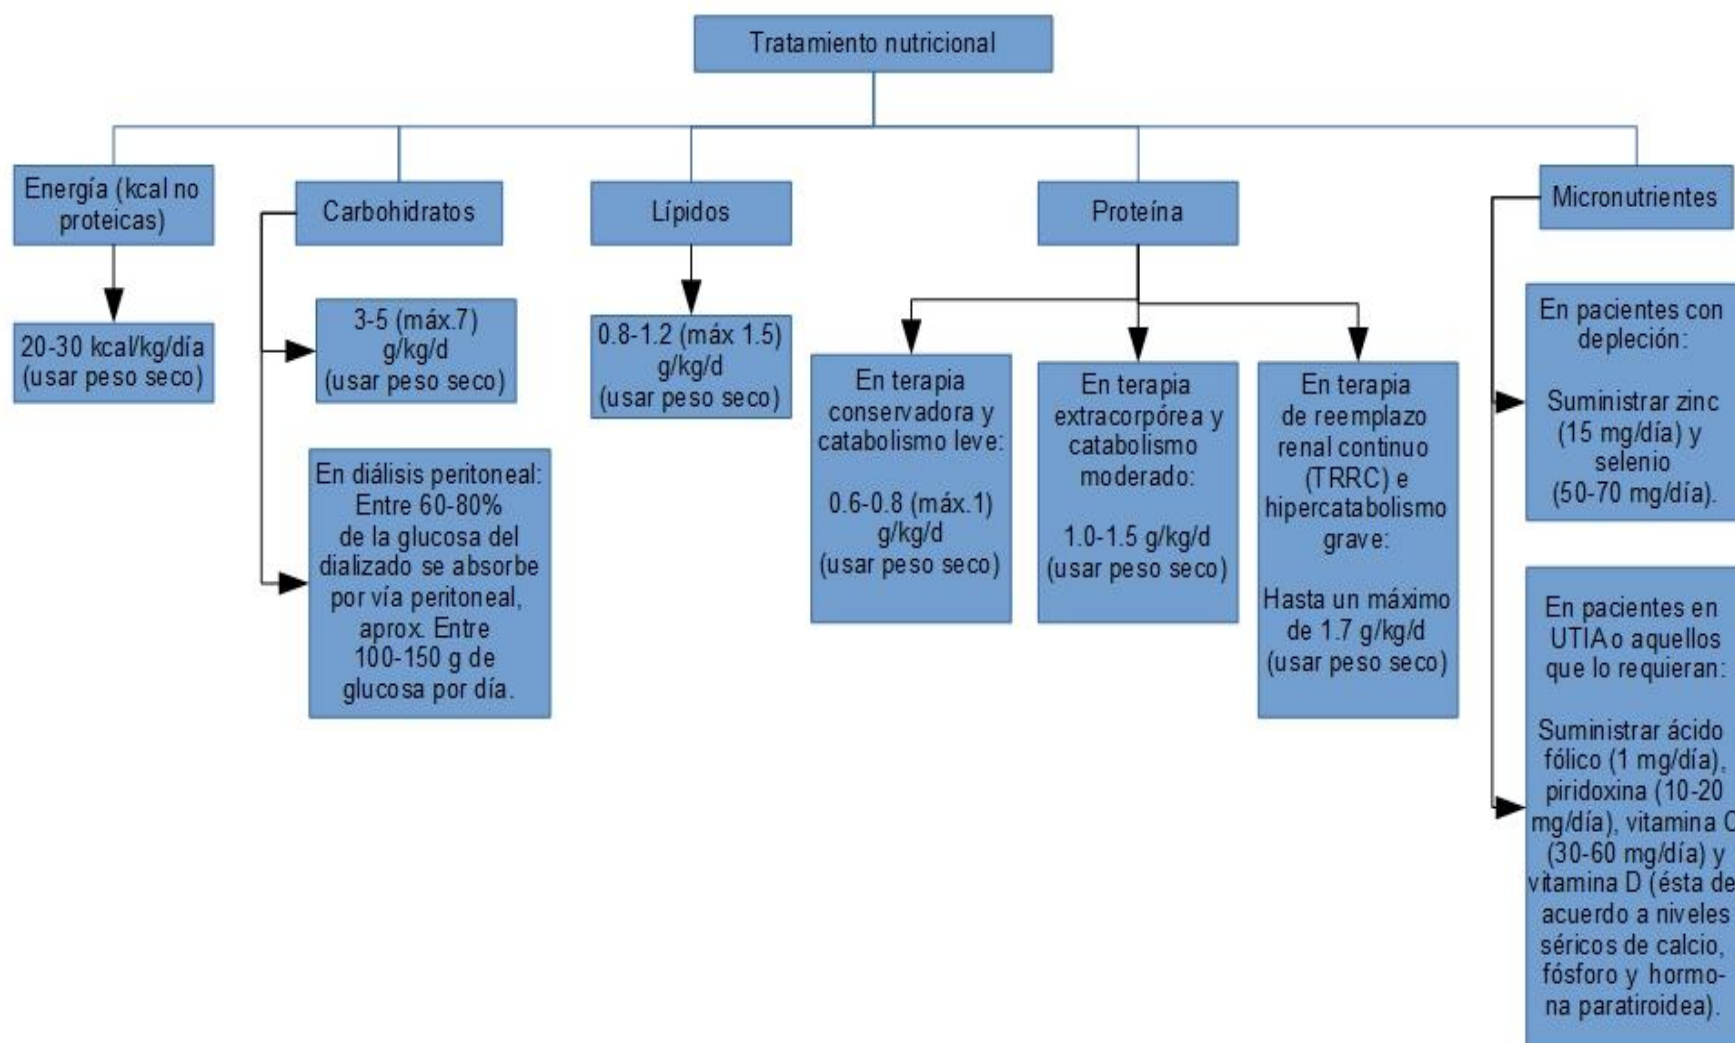 Tratamiento nutricional
Energía (kcal no
proteicas)
20-30 kcal/kg/día
(usar peso seco)
Carbohidratos
3-5 (máx.7)
g/kg/d
(usar peso seco)
En diálisis peritoneal:
Entre 60-80%
de la glucosa del
dializado se absorbe
por vía peritoneal,
aprox. Entre
100-150 g de
glucosa por día.
Lípidos
0.8-1.2 (máx 1.5)
g/kg/d
(usar peso seco)
Proteína
En terapia
conservadora y
catabolismo leve:
0.6-0.8 (máx.1)
g/kg/d
(usar peso seco)
En terapia
extracorpórea y
catabolismo
moderado:
1.0-1.5 g/kg/d
(usar peso seco)
En terapia
de reemplazo
renal continuo
(TRRC) e
hipercatabolismo
grave:
Hasta un máximo
de 1.7 g/kg/d
(usar peso seco)
Micronutrientes
En pacientes con
depleción:
Suministrar zinc
(15 mg/día) y
selenio
(50-70 mg/día).
En pacientes en
UTIA o aquellos
que lo requieran:
Suministrar ácido
fólico (1 mg/día),
piridoxina (10-20
mg/día), vitamina C
(30-60 mg/día) y
vitamina D (ésta de
acuerdo a niveles
séricos de calcio,
fósforo y hormo-
na paratiroidea).